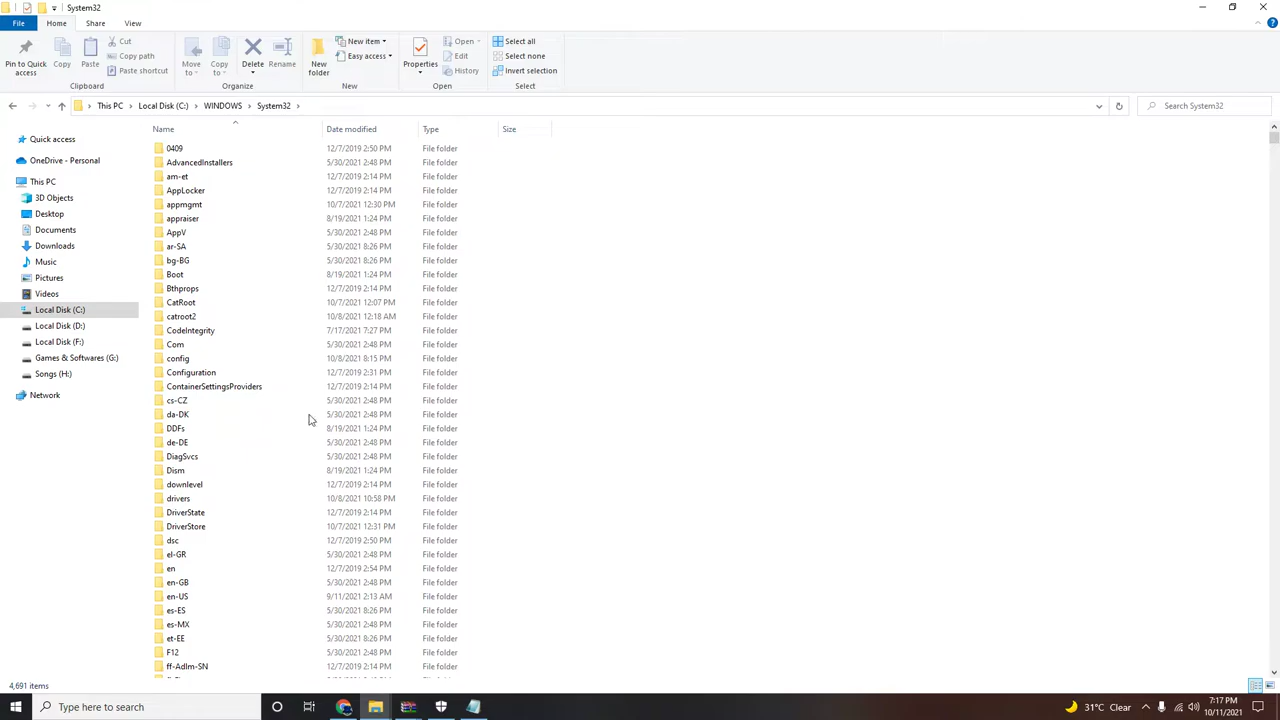 System32
File Home Share View
Pin to Quick access
Copy
Paste
Cut
Copy path
Paste shortcut
Clipboard
Move to
Copy to
Delete
Rename
Organize
New folder
New item
Easy access
New
Properties
Open
Edit
History
Open
Select all
Select none
Invert selection
Select
This PC Local Disk (C:) WINDOWS System32
Search System32
Quick access
OneDrive - Personal
This PC
3D Objects
Desktop
Documents
Downloads
Music
Pictures
Videos
Local Disk (C:)
Local Disk (D:)
Local Disk (F:)
Games & Softwares (G:)
Songs (H:)
Network
Name Date modified Type Size
0409 12/7/2019 2:50 PM File folder
AdvancedInstallers 5/30/2021 2:48 PM File folder
am-et 12/7/2019 2:14 PM File folder
AppLocker 12/7/2019 2:14 PM File folder
appmgmt 10/7/2021 12:30 PM File folder
appraiser 8/19/2021 1:24 PM File folder
AppV 5/30/2021 2:48 PM File folder
ar-SA 5/30/2021 8:26 PM File folder
bg-BG 5/30/2021 8:26 PM File folder
Boot 8/19/2021 1:24 PM File folder
Bthprops 12/7/2019 2:14 PM File folder
CatRoot 10/7/2021 12:07 PM File folder
catroot2 10/8/2021 12:18 AM File folder
CodeIntegrity 7/17/2021 7:27 PM File folder
Com 5/30/2021 2:48 PM File folder
config 10/8/2021 8:15 PM File folder
Configuration 12/7/2019 2:31 PM File folder
ContainerSettingsProviders 12/7/2019 2:14 PM File folder
cs-CZ 5/30/2021 2:48 PM File folder
da-DK 5/30/2021 2:48 PM File folder
DDFs 8/19/2021 1:24 PM File folder
de-DE 5/30/2021 2:48 PM File folder
DiagSvcs 5/30/2021 2:48 PM File folder
Dism 8/19/2021 1:24 PM File folder
downlevel 12/7/2019 2:14 PM File folder
drivers 10/8/2021 10:58 PM File folder
DriverState 12/7/2019 2:14 PM File folder
DriverStore 10/7/2021 12:31 PM File folder
dsc 12/7/2019 2:50 PM File folder
el-GR 5/30/2021 2:48 PM File folder
en 12/7/2019 2:54 PM File folder
en-GB 5/30/2021 2:48 PM File folder
en-US 9/11/2021 2:13 AM File folder
es-ES 5/30/2021 8:26 PM File folder
es-MX 5/30/2021 2:48 PM File folder
et-EE 5/30/2021 8:26 PM File folder
F12 5/30/2021 2:48 PM File folder
ff-Adlm-SN 12/7/2019 2:14 PM File folder
4,691 items
Type here to search
31°C Clear
7:17 PM
10/11/2021